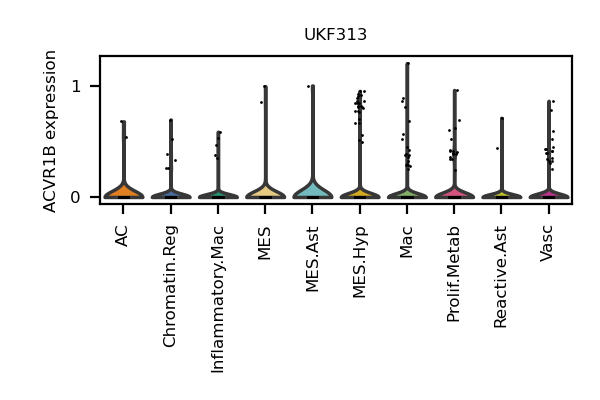 UKF313
ACVR1B expression
1
0
AC
Chromatin.Reg
Inflammatory.Mac
MES
MES.Ast
MES.Hyp
Mac
Prolif.Metab
Reactive.Ast
Vasc